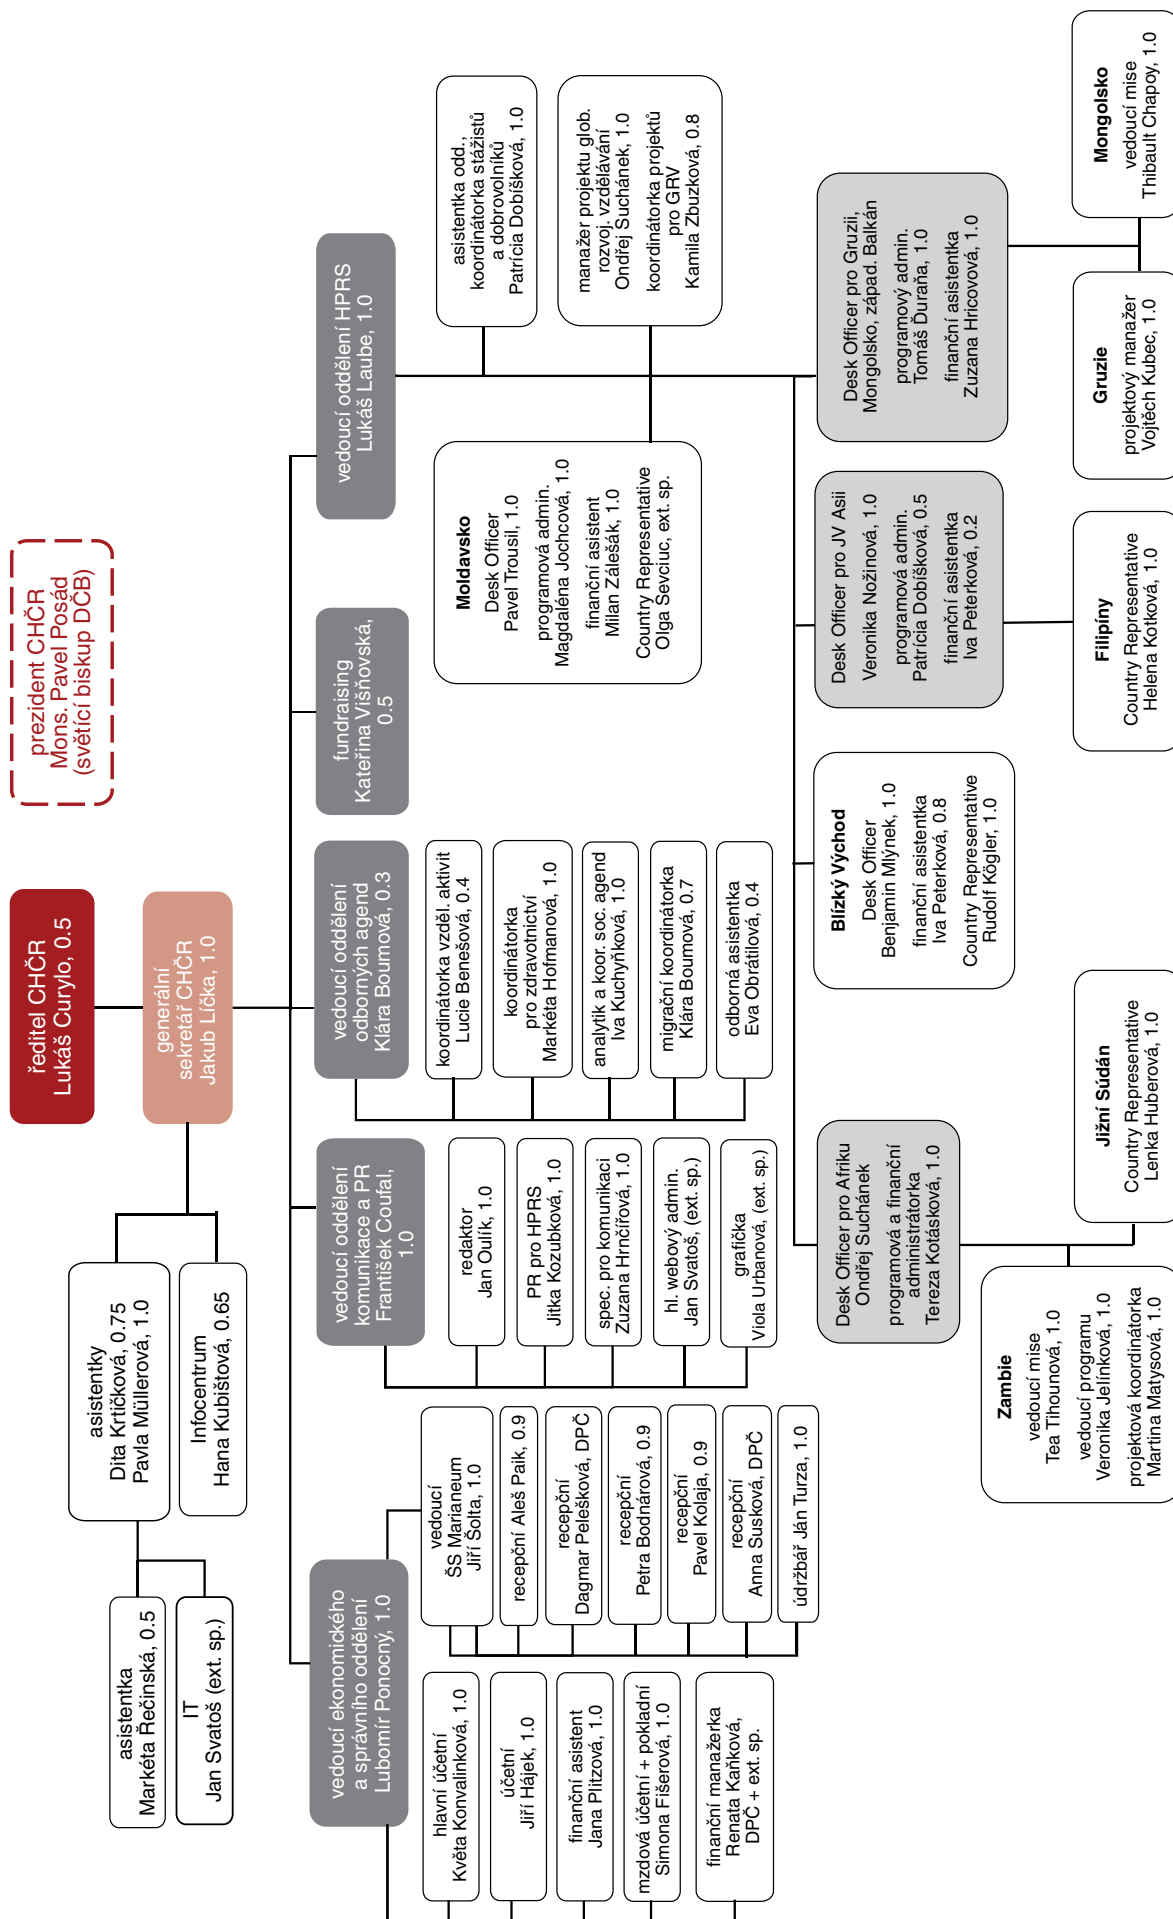 prezident CHČR
Mons. Pavel Posád
(světící biskup DČB)
ředitel CHČR
Lukáš Curylo, 0.5
generální
sekretář CHČR
Jakub Líčka, 1.0
asistentky
Dita Krtičková, 0.75
Pavla Müllerová, 1.0
Infocentrum
Hana Kubištová, 0.65
asistentka
Markéta Řečinská, 0.5
IT
Jan Svatoš (ext. sp.)
vedoucí ekonomického
a správního oddělení
Lubomír Ponocný, 1.0
hlavní účetní
Květa Konvalinková, 1.0
účetní
Jiří Hájek, 1.0
finanční asistent
Jana Plitzová, 1.0
mzdová účetní + pokladní
Simona Fišerová, 1.0
finanční manažerka
Renata Kaňková,
DPČ + ext. sp.
vedoucí
ŠS Marianeum
Jiří Šolta, 1.0
recepční Aleš Paik, 0.9
recepční
Dagmar Pelešková, DPČ
recepční
Petra Bodnárová, 0.9
recepční
Pavel Kolaja, 0.9
recepční
Anna Susková, DPČ
údržbář Ján Turza, 1.0
vedoucí oddělení
komunikace a PR
František Coufal,
1.0
redaktor
Jan Oulík, 1.0
PR pro HPRS
Jitka Kozubková, 1.0
spec. pro komunikaci
Zuzana Hrnčířová, 1.0
hl. webový admin.
Jan Svatoš, (ext. sp.)
grafička
Viola Urbanová, (ext. sp.)
vedoucí oddělení
odborných agend
Klára Boumová, 0.3
koordinátorka vzděl. aktivit
Lucie Benešová, 0.4
koordinátorka
pro zdravotnictví
Markéta Hofmanová, 1.0
analytik a koor. soc. agend
Iva Kuchyňková, 1.0
migrační koordinátorka
Klára Boumová, 0.7
odborná asistentka
Eva Obrátilová, 0.4
fundraising
Kateřina Višňovská,
0.5
vedoucí oddělení HPRS
Lukáš Laube, 1.0
asistentka odd.,
koordinátorka stážistů
a dobrovolníků
Patrícia Dobíšková, 1.0
manažer projektu glob.
rozvoj. vzdělávání
Ondřej Suchánek, 1.0
koordinátorka projektů
pro GRV
Kamila Zbuzková, 0.8
Moldavsko
Desk Officer
Pavel Trousil, 1.0
programová admin.
Magdaléna Jochcová, 1.0
finanční asistent
Milan Zálešák, 1.0
Country Representative
Olga Sevciuc, ext. sp.
Desk Officer pro Afriku
Ondřej Suchánek
programová a finanční
administrátorka
Tereza Kotásková, 1.0
Zambie
vedoucí mise
Tea Tihounová, 1.0
vedoucí programu
Veronika Jelínková, 1.0
projektová koordinátorka
Martina Matysová, 1.0
Jižní Súdán
Country Representative
Lenka Huberová, 1.0
Blízký Východ
Desk Officer
Benjamin Mlýnek, 1.0
finanční asistentka
Iva Peterková, 0.8
Country Representative
Rudolf Kögler, 1.0
Desk Officer pro JV Asii
Veronika Nožinová, 1.0
programová admin.
Patrícia Dobíšková, 0.5
finanční asistentka
Iva Peterková, 0.2
Filipíny
Country Representative
Helena Kotková, 1.0
Desk Officer pro Gruzii,
Mongolsko, západ. Balkán
programový admin.
Tomáš Ďuraňa, 1.0
finanční asistentka
Zuzana Hricovová, 1.0
Gruzie
projektový manažer
Vojtěch Kubec, 1.0
Mongolsko
vedoucí mise
Thibault Chapoy, 1.0